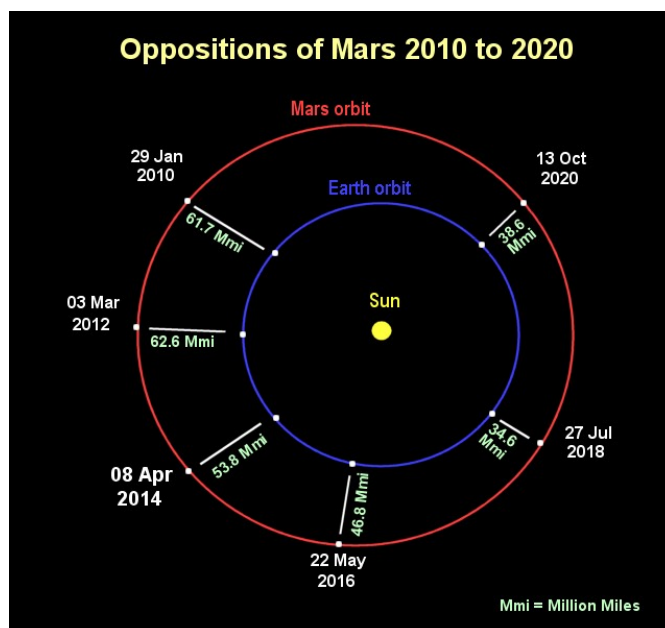 Oppositions of Mars 2010 to 2020
Mars orbit
29 Jan
2010
13 Oct
2020
Earth orbit
61.7 Mmi
38.6
Mmi
Sun
03 Mar
2012
62.6 Mmi
34.6
Mmi
27 Jul
2018
53.8 Mmi
08 Apr
2014
46.8 Mmi
22 May
2016
Mmi = Million Miles